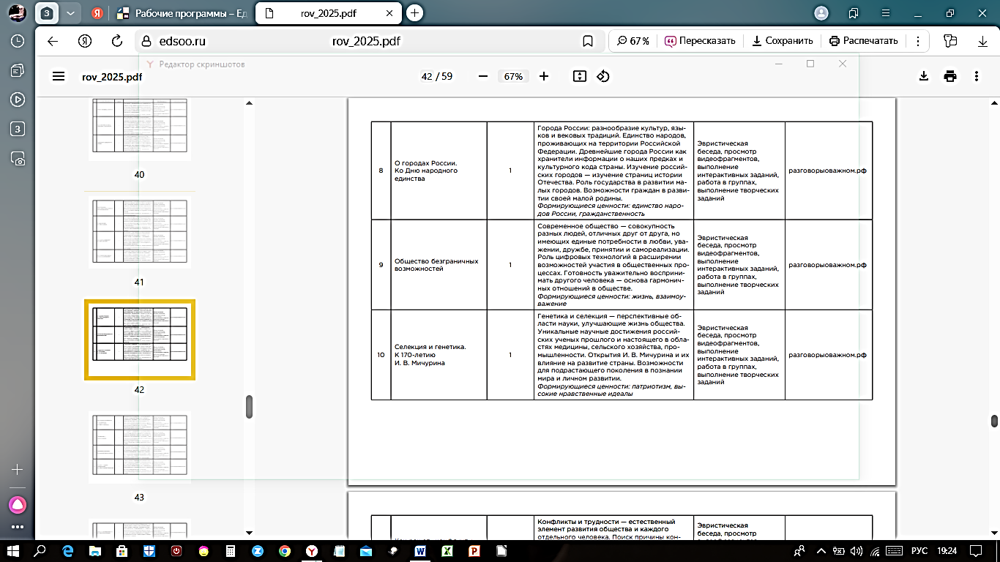 3
Рабочие программы – Ед
rov_2025.pdf
edsoo.ru
rov_2025.pdf
67%
Пересказать
Сохранить
Распечатать
Редактор скриншотов
rov_2025.pdf
42 / 59
67%
3
40
41
42
43
8
О городах России.
Ко Дню народного
единства
1
Города России: разнообразие культур, язы-
ков и вековых традиций. Единство народов,
проживающих на территории Российской
Федерации. Древнейшие города России как
хранители информации о наших предках и
культурного кода страны. Изучение россий-
ских городов — изучение страниц истории
Отечества. Роль государства в развитии ма-
лых городов. Возможности граждан в разви-
тии своей малой родины.
Формирующиеся ценности: единство наро-
дов России, гражданственность
Эвристическая
беседа, просмотр
видеофрагментов,
выполнение
интерактивных заданий,
работа в группах,
выполнение творческих
заданий
разговорыоважном.рф
9
Общество безграничных
возможностей
1
Современное общество — совокупность
разных людей, отличных друг от друга, но
имеющих единые потребности в любви, ува-
жении, дружбе, принятии и самореализации.
Роль цифровых технологий в расширении
возможностей участия в общественных про-
цессах. Готовность уважительно восприни-
мать другого человека — основа гармонич-
ных отношений в обществе.
Формирующиеся ценности: жизнь, взаимоу-
важение
Эвристическая
беседа, просмотр
видеофрагментов,
выполнение
интерактивных заданий,
работа в группах,
выполнение творческих
заданий
разговорыоважном.рф
10
Селекция и генетика.
К 170-летию
И. В. Мичурина
1
Генетика и селекция — перспективные об-
ласти науки, улучшающие жизнь общества.
Уникальные научные достижения россий-
ских ученых прошлого и настоящего в обла-
стях медицины, сельского хозяйства, про-
мышленности. Открытия И. В. Мичурина и их
влияние на развитие страны. Возможности
для подрастающего поколения в познании
мира и личном развитии.
Формирующиеся ценности: патриотизм, вы-
сокие нравственные идеалы
Эвристическая
беседа, просмотр
видеофрагментов,
выполнение
интерактивных заданий,
работа в группах,
выполнение творческих
заданий
разговорыоважном.рф
Конфликты и трудности — естественный
элемент развития общества и каждого
отдельного человека. Поиск причины кон-
Эвристическая
беседа, просмотр
РУС
19:24